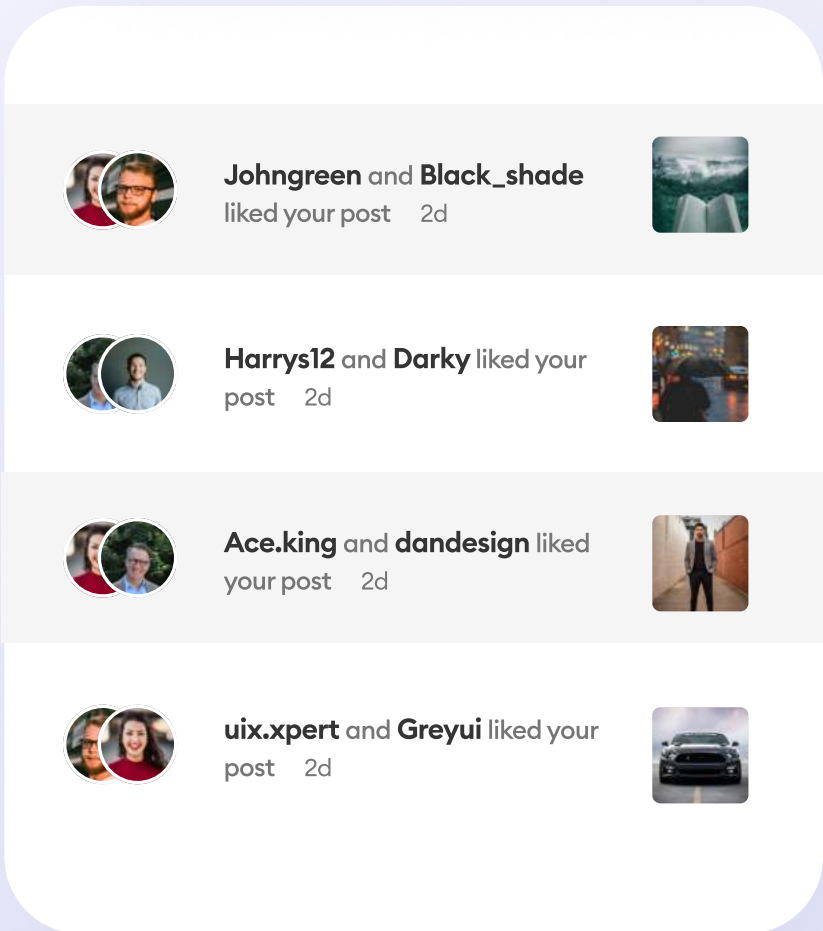 Johngreen and Black_shade
liked your post 2d
Harrys12 and Darky liked your
post 2d
Ace.king and dandesign liked
your post 2d
uix.xpert and Greyui liked your
post 2d